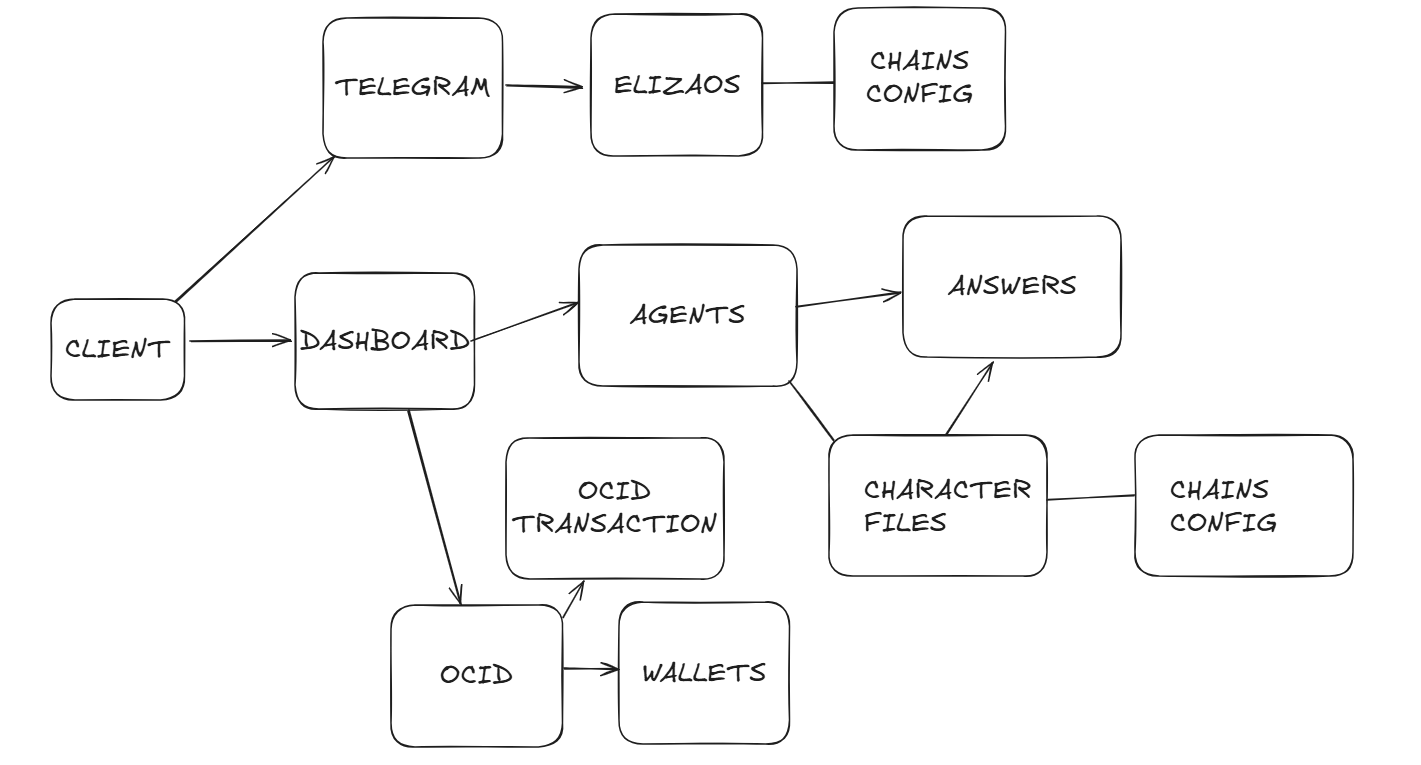 TELEGRAM
ELIZAOS
CHAINS
CONFIG
CLIENT
DASHBOARD
AGENTS
ANSWERS
OCID
TRANSACTION
CHARACTER
FILES
CHAINS
CONFIG
OCID
WALLETS